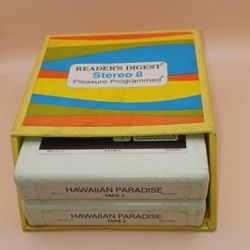 READER'S DIGEST
Stereo 8
Pleasure Programmed
HAWAIIAN PARADISE
TAPE 1
HAWAIIAN PARADISE
TAPE 2